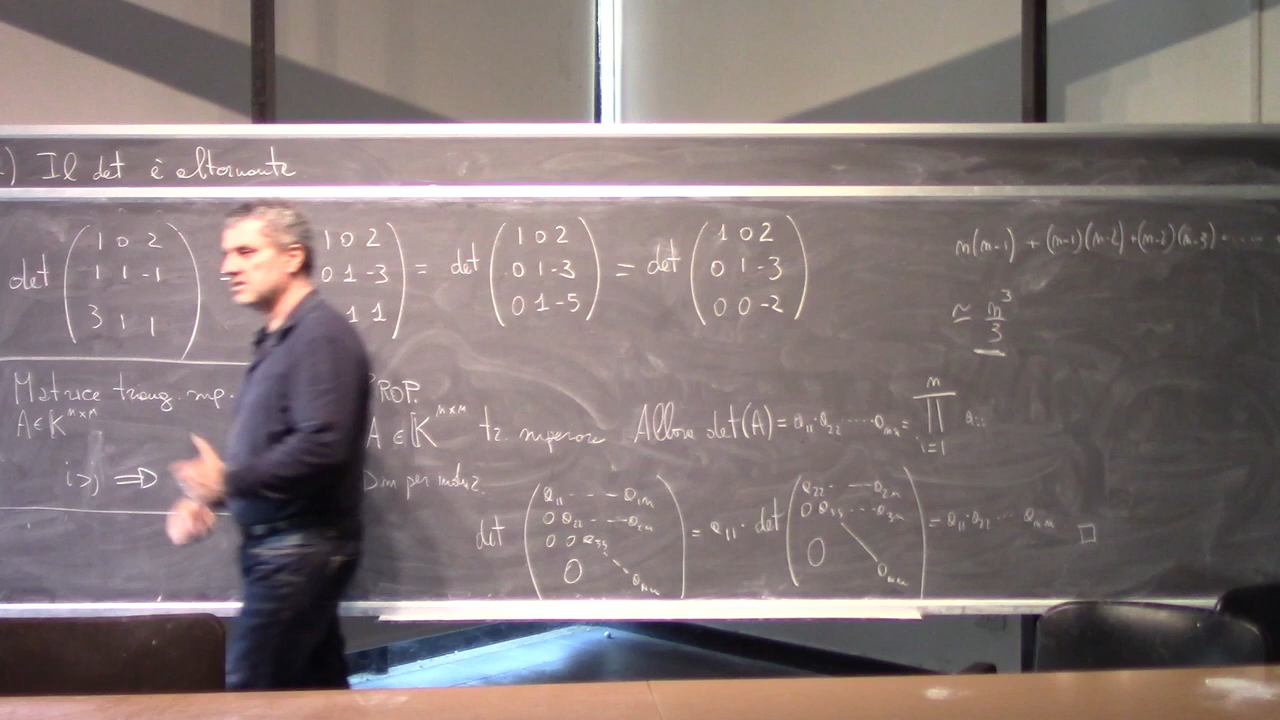 ) Il det è alternante
det ( 1 0 2 ; 1 1 -1 ; 3 1 1 ) = ( 1 0 2 ; 0 1 -3 ; 1 1 ) = det ( 1 0 2 ; 0 1 -3 ; 0 1 -5 ) = det ( 1 0 2 ; 0 1 -3 ; 0 0 -2 )
n(n-1) + (n-1)(n-2) + (n-2)(n-3) + ....
≃ n³/3
Matrice triang. sup.
A ∈ K^{n×n}
i>j ⇒
PROP.
A ∈ K^{n×n} tr. superiore Allora det(A) = a₁₁·a₂₂ ····· aₙₙ = ∏_{i=1}^{n} aᵢᵢ
Dim per induz.
det ( a₁₁ - - - - a₁ₙ ; 0 a₂₂ - - - a₂ₙ ; 0 0 a₃₃ ; 0 aₙₙ ) = a₁₁ · det ( a₂₂ - - - a₂ₙ ; 0 a₃₃ ··· a₃ₙ ; 0 aₙₙ ) = a₁₁·a₂₂ ··· aₙₙ □